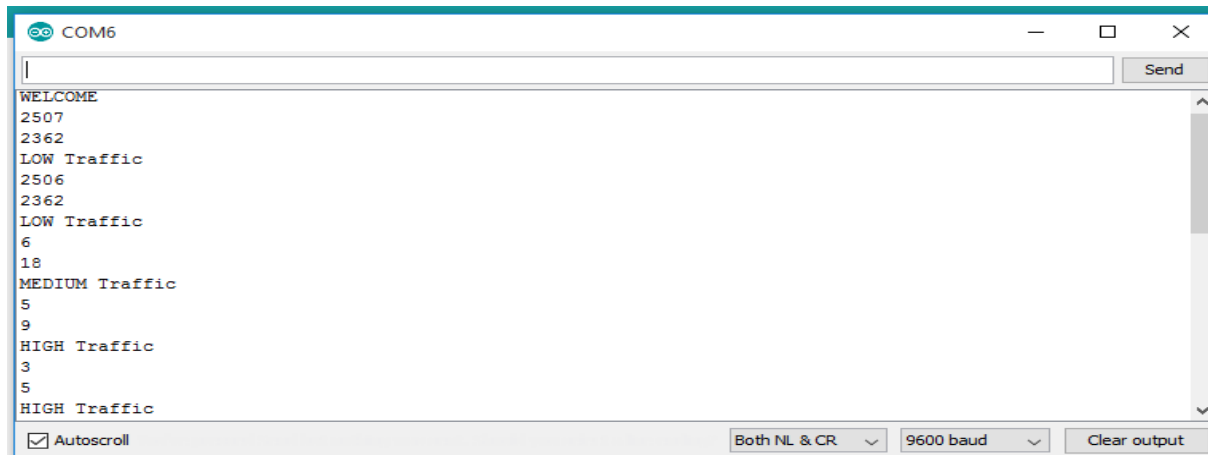 COM6
Send
WELCOME
2507
2362
LOW Traffic
2506
2362
LOW Traffic
6
18
MEDIUM Traffic
5
9
HIGH Traffic
3
5
HIGH Traffic
Autoscroll
Both NL & CR
9600 baud
Clear output